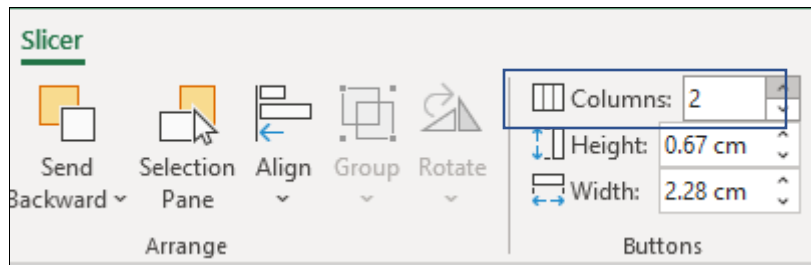 Slicer
Send Backward
Selection Pane
Align
Group
Rotate
Arrange
Columns: 2
Height: 0.67 cm
Width: 2.28 cm
Buttons